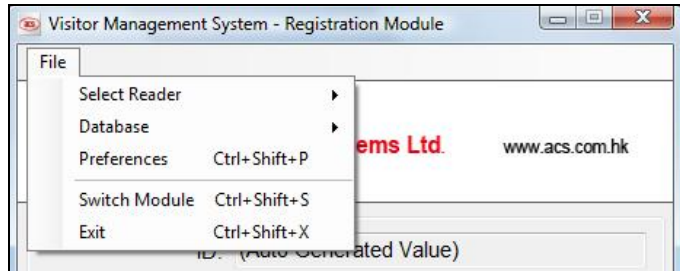 Visitor Management System - Registration Module
File
Select Reader
Database
ems Ltd. www.acs.com.hk
Preferences Ctrl+Shift+P
Switch Module Ctrl+Shift+S
Exit Ctrl+Shift+X
ID: (Auto Generated Value)